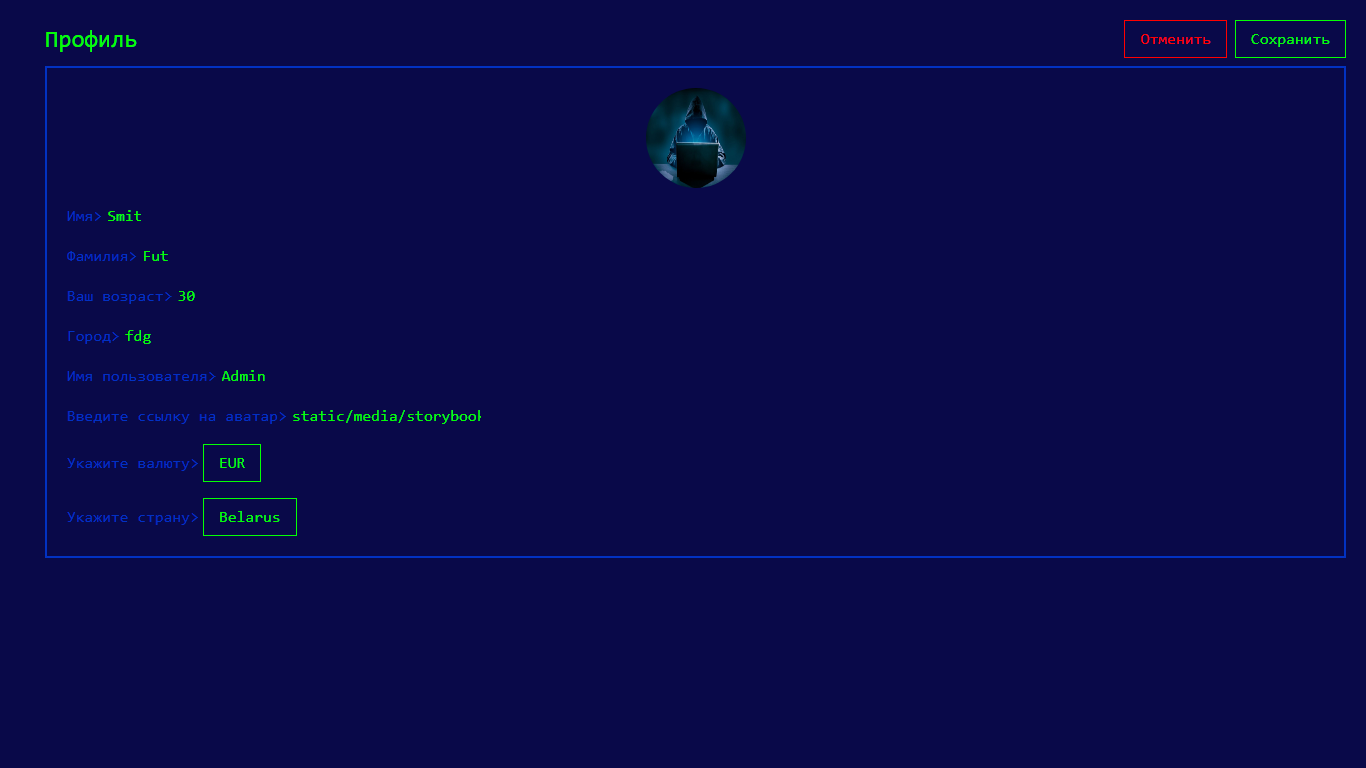 Профиль
Отменить
Сохранить
Имя> Smit
Фамилия> Fut
Ваш возраст> 30
Город> fdg
Имя пользователя> Admin
Введите ссылку на аватар> static/media/storybook
Укажите валюту> EUR
Укажите страну> Belarus